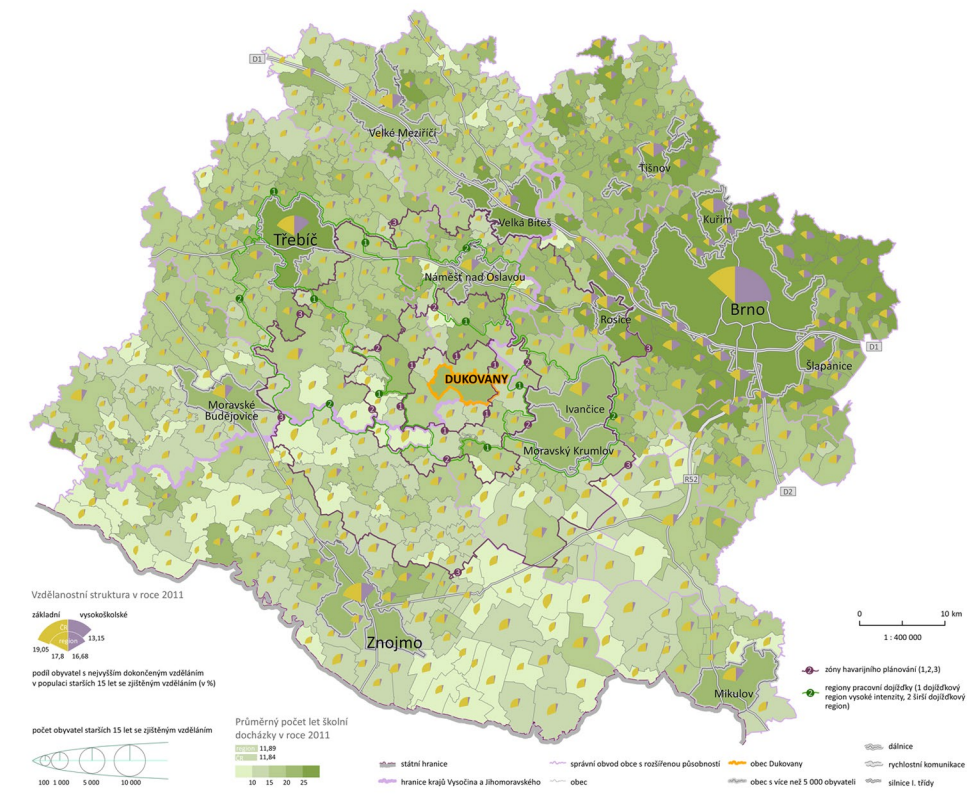 D1
Velké Meziříčí
Tišnov
Kuřim
Velká Bíteš
Třebíč
Náměšť nad Oslavou
Rosice
Brno
D1
Šlapanice
DUKOVANY
Ivančice
Moravské
Budějovice
Moravský Krumlov
R52
D2
Znojmo
Mikulov
Vzdělanostní struktura v roce 2011
základní vysokoškolské
ČR
region
13,15
19,05
17,8 16,68
podíl obyvatel s nejvyšším dokončeným vzděláním
v populaci starších 15 let se zjištěným vzděláním (v %)
počet obyvatel starších 15 let se zjištěným vzděláním
100 1 000 5 000 10 000
Průměrný počet let školní
docházky v roce 2011
11,89
11,84
10 15 20 25
0 10 km
1 : 400 000
2 zóny havarijního plánování (1,2,3)
2 regiony pracovní dojížďky (1 dojížďkový
region vysoké intenzity, 2 širší dojížďkový
region)
státní hranice
hranice krajů Vysočina a Jihomoravského
správní obvod obce s rozšířenou působností
obec
obec Dukovany
obec s více než 5 000 obyvateli
dálnice
rychlostní komunikace
silnice I. třídy